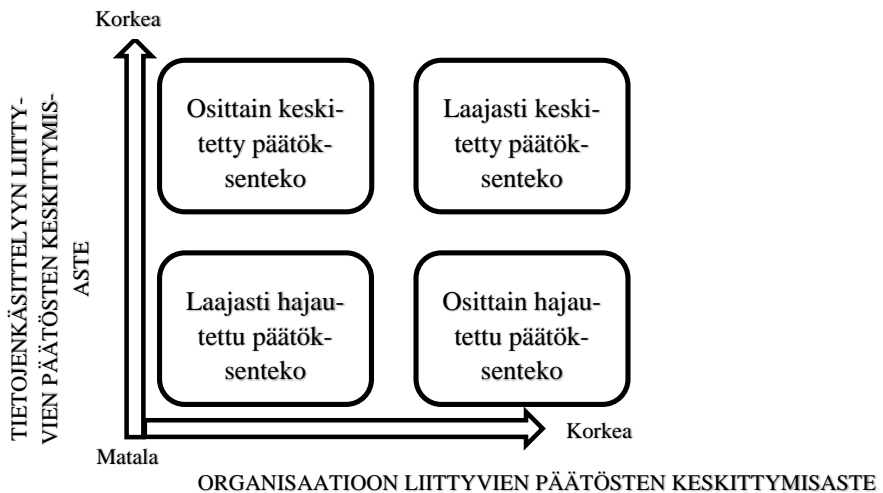 Korkea
TIETOJENKÄSITTELYYN LIITTY-
VIEN PÄÄTÖSTEN KESKITTYMIS-
ASTE
Osittain keski-
tetty päätök-
senteko
Laajasti keski-
tetty päätök-
senteko
Laajasti hajau-
tettu päätök-
senteko
Osittain hajau-
tettu päätök-
senteko
Korkea
Matala
ORGANISAATIOON LIITTYVIEN PÄÄTÖSTEN KESKITTYMISASTE